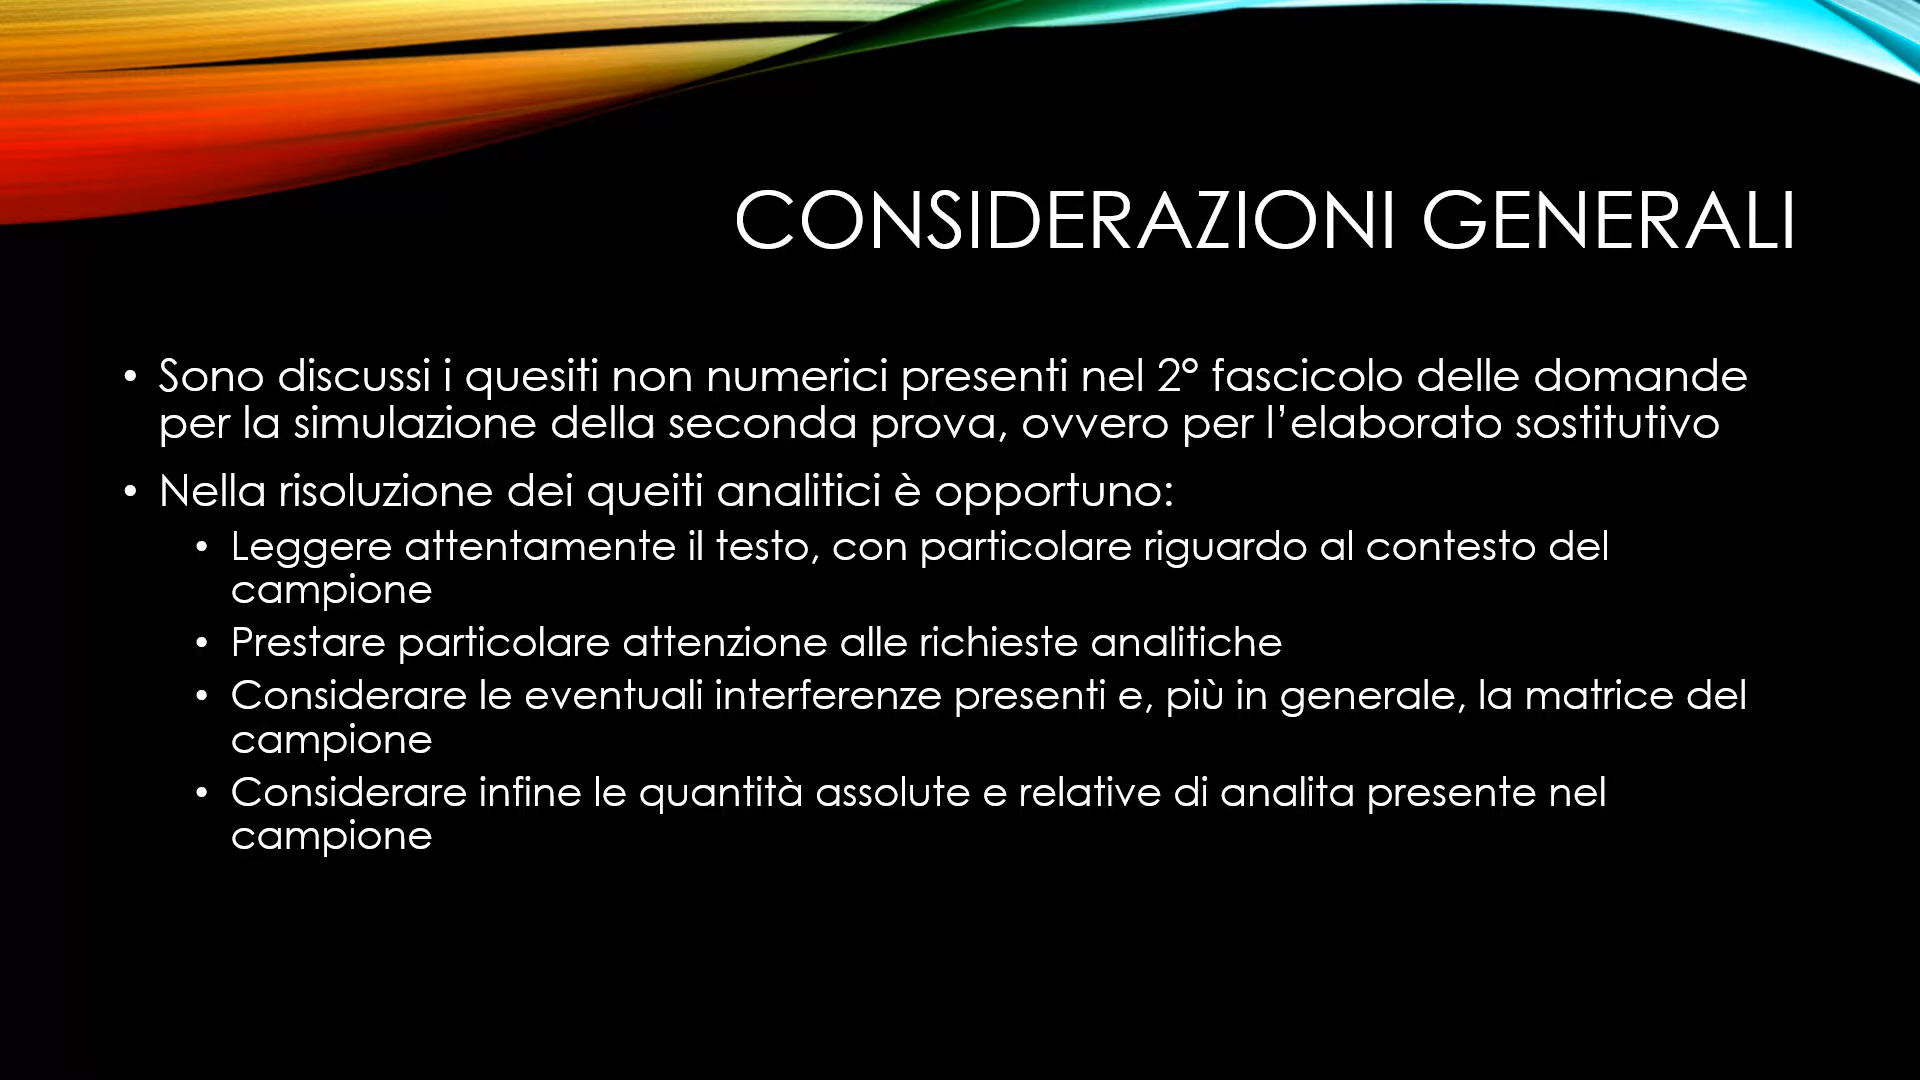 CONSIDERAZIONI GENERALI
• Sono discussi i quesiti non numerici presenti nel 2° fascicolo delle domande
per la simulazione della seconda prova, ovvero per l’elaborato sostitutivo
• Nella risoluzione dei queiti analitici è opportuno:
• Leggere attentamente il testo, con particolare riguardo al contesto del
campione
• Prestare particolare attenzione alle richieste analitiche
• Considerare le eventuali interferenze presenti e, più in generale, la matrice del
campione
• Considerare infine le quantità assolute e relative di analita presente nel
campione